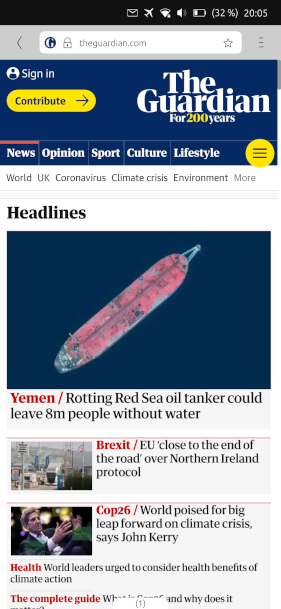 (32 %) 20:05
theguardian.com
Sign in
Contribute
The
Guardian
For 200 years
News Opinion Sport Culture Lifestyle
World UK Coronavirus Climate crisis Environment More
Headlines
Yemen / Rotting Red Sea oil tanker could
leave 8m people without water
Brexit / EU ‘close to the end of
the road’ over Northern Ireland
protocol
Cop26 / World poised for big
leap forward on climate crisis,
says John Kerry
Health World leaders urged to consider health benefits of
climate action
The complete guide and why does it
(1)